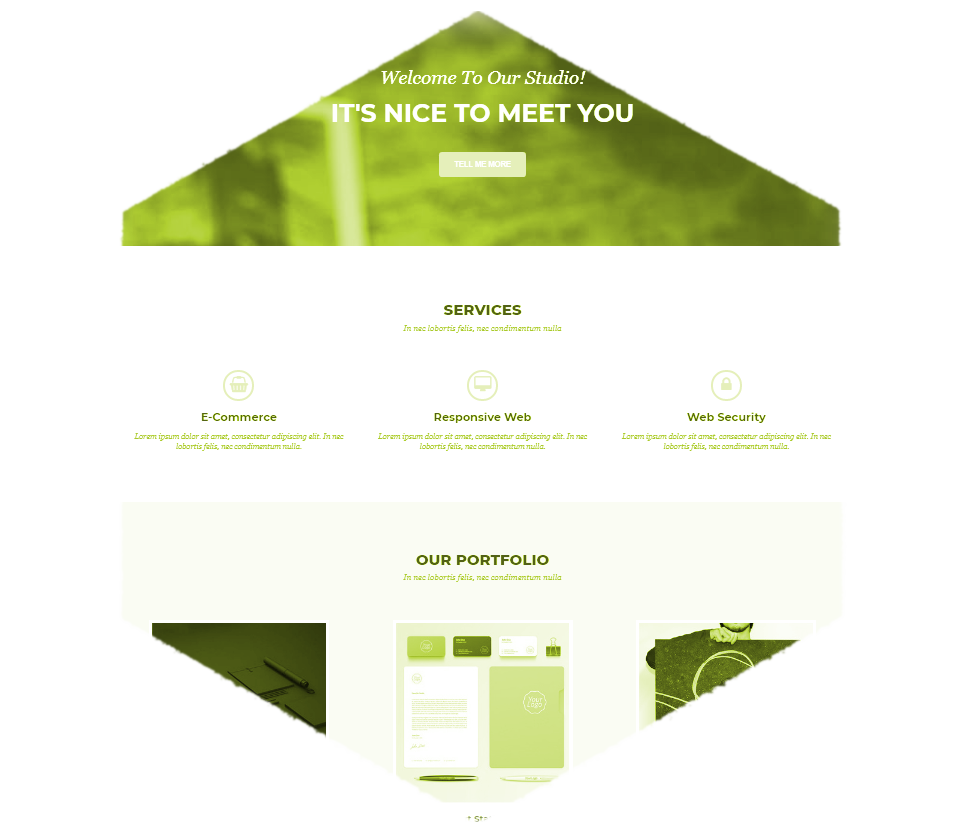 Welcome To Our Studio!
IT'S NICE TO MEET YOU
TELL ME MORE
SERVICES
In nec lobortis felis, nec condimentum nulla
E-Commerce
Responsive Web
Web Security
Lorem ipsum dolor sit amet, consectetur adipiscing elit. In nec
lobortis felis, nec condimentum nulla.
Lorem ipsum dolor sit amet, consectetur adipiscing elit. In nec
lobortis felis, nec condimentum nulla.
Lorem ipsum dolor sit amet, consectetur adipiscing elit. In nec
lobortis felis, nec condimentum nulla.
OUR PORTFOLIO
In nec lobortis felis, nec condimentum nulla
Your
Logo